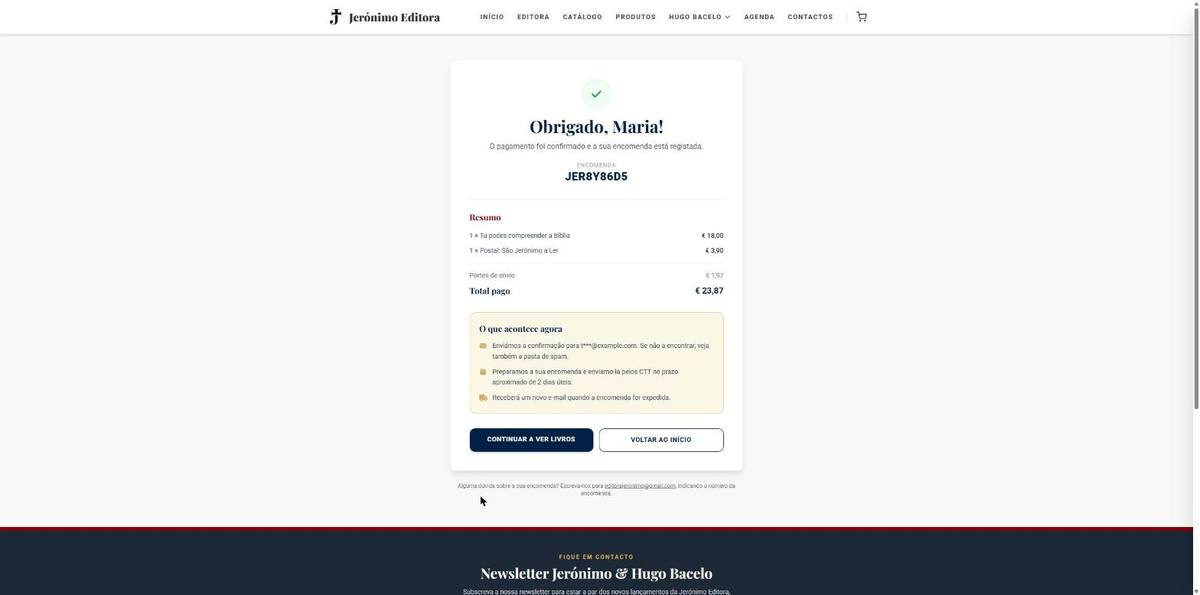 Jerónimo Editora
INÍCIO EDITORA CATÁLOGO PRODUTOS HUGO BACELO AGENDA CONTACTOS
Obrigado, Maria!
O pagamento foi confirmado e a sua encomenda está registada.
ENCOMENDA
JER8Y86D5
Resumo
1 × Tu podes compreender a Bíblia € 18,00
1 × Postal: São Jerónimo a Ler € 3,90
Portes de envio € 1,97
Total pago € 23,87
O que acontece agora
Enviámos a confirmação para t***@example.com. Se não a encontrar, veja
também a pasta de spam.
Preparamos a sua encomenda e enviamo-la pelos CTT no prazo
aproximado de 2 dias úteis.
Receberá um novo e-mail quando a encomenda for expedida.
CONTINUAR A VER LIVROS VOLTAR AO INÍCIO
Alguma dúvida sobre a sua encomenda? Escreva-nos para editorajeronimo@gmail.com, indicando o número da
encomenda.
FIQUE EM CONTACTO
Newsletter Jerónimo & Hugo Bacelo
Subscreva a nossa newsletter para estar a par dos novos lançamentos da Jerónimo Editora,